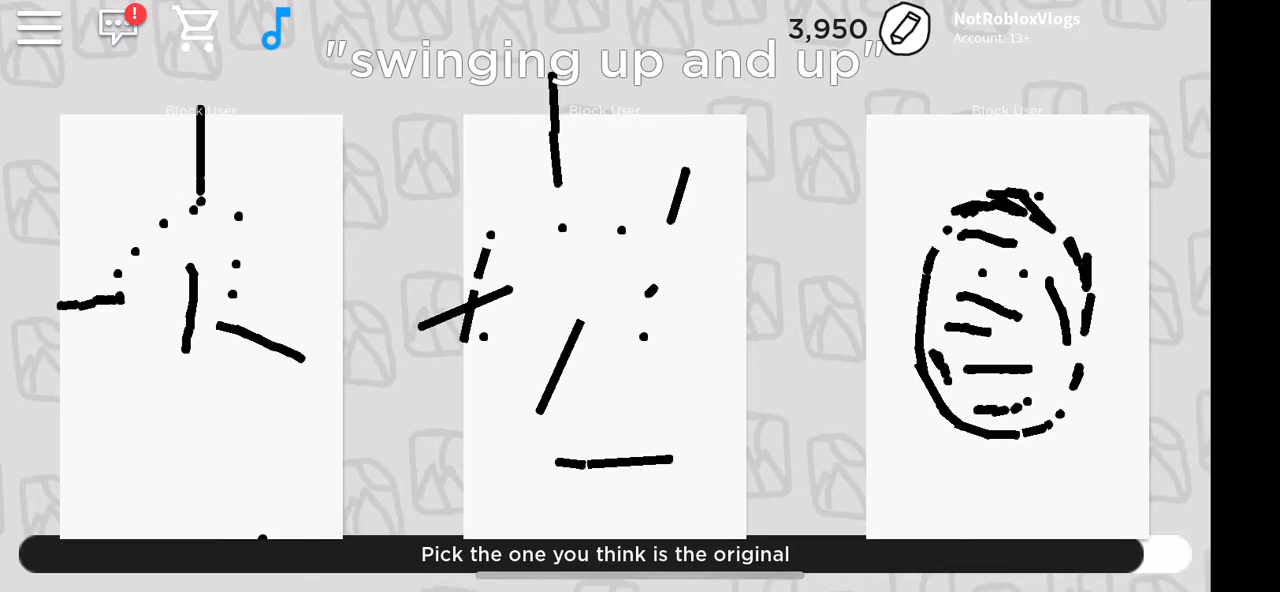 !
3,950
NotRobloxVlogs
Account: 13+
"swinging up and up"
Block User
Block User
Block User
Pick the one you think is the original